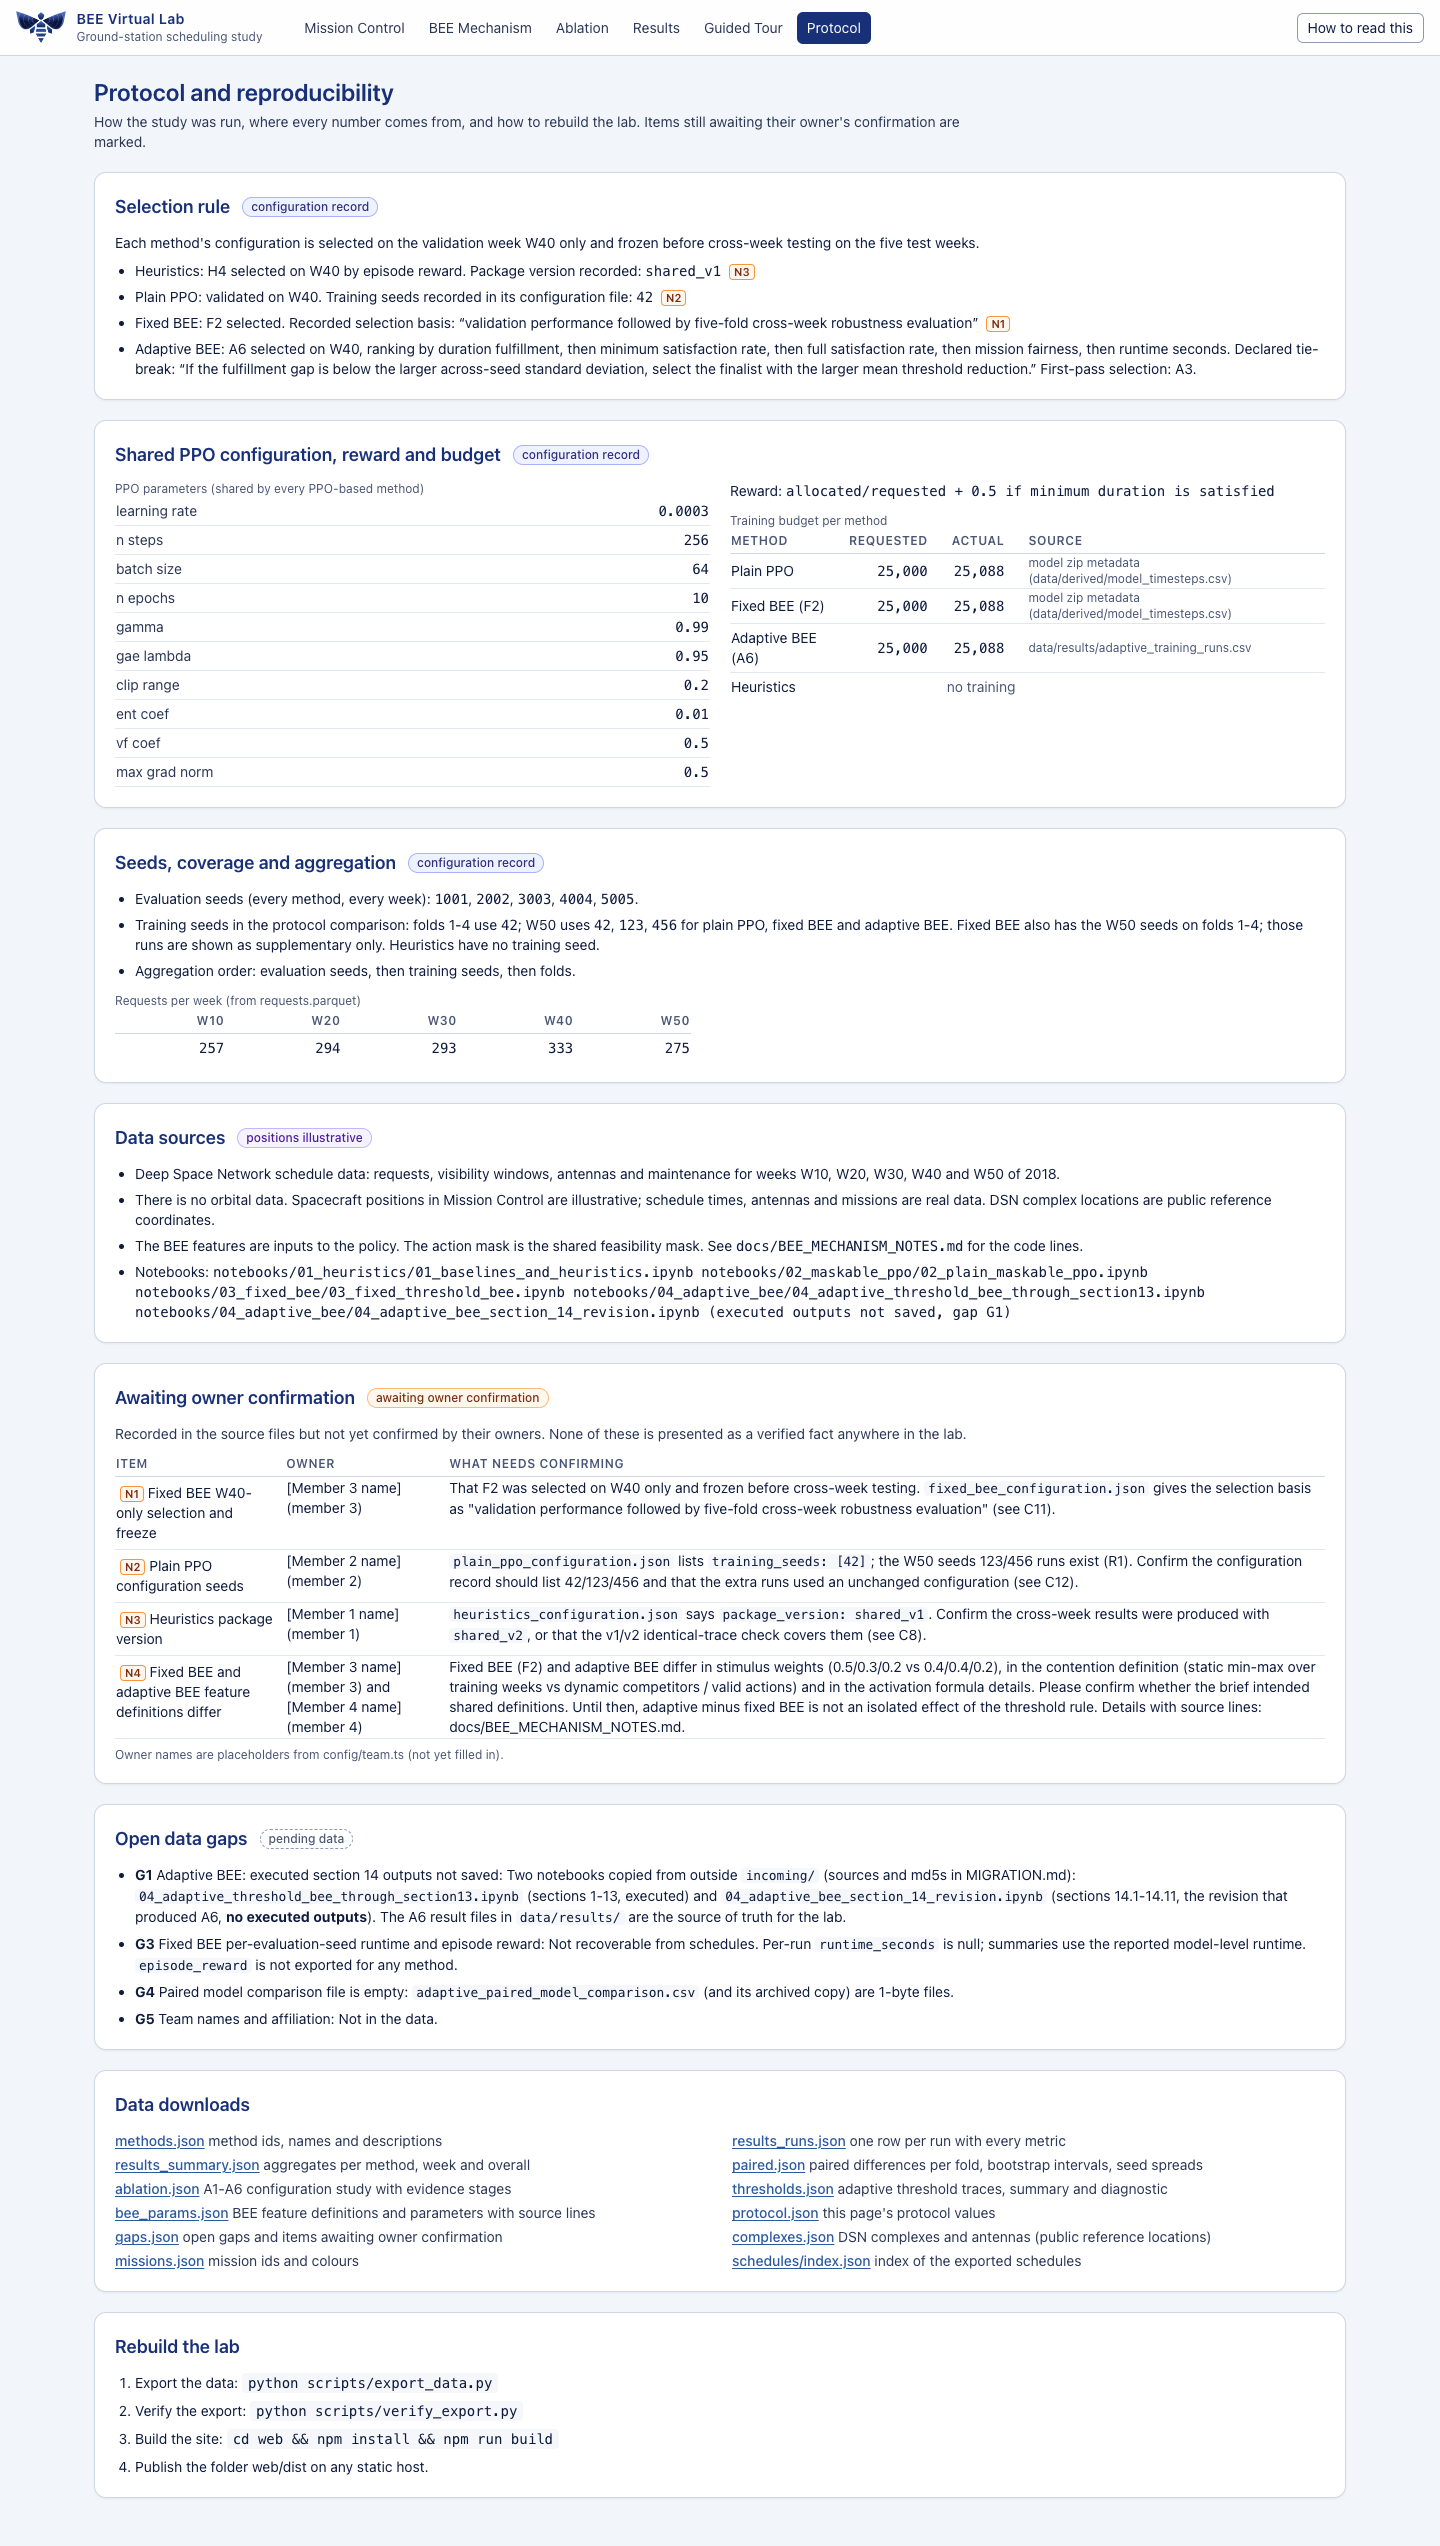 BEE Virtual Lab
Ground-station scheduling study
Mission Control
BEE Mechanism
Ablation
Results
Guided Tour
Protocol
How to read this
Protocol and reproducibility
How the study was run, where every number comes from, and how to rebuild the lab. Items still awaiting their owner's confirmation are
marked.
Selection rule configuration record
Each method's configuration is selected on the validation week W40 only and frozen before cross-week testing on the five test weeks.
• Heuristics: H4 selected on W40 by episode reward. Package version recorded: shared_v1 N3
• Plain PPO: validated on W40. Training seeds recorded in its configuration file: 42 N2
• Fixed BEE: F2 selected. Recorded selection basis: “validation performance followed by five-fold cross-week robustness evaluation” N1
• Adaptive BEE: A6 selected on W40, ranking by duration fulfillment, then minimum satisfaction rate, then full satisfaction rate, then mission fairness, then runtime seconds. Declared tie-
break: “If the fulfillment gap is below the larger across-seed standard deviation, select the finalist with the larger mean threshold reduction.” First-pass selection: A3.
Shared PPO configuration, reward and budget configuration record
PPO parameters (shared by every PPO-based method)
learning rate 0.0003
n steps 256
batch size 64
n epochs 10
gamma 0.99
gae lambda 0.95
clip range 0.2
ent coef 0.01
vf coef 0.5
max grad norm 0.5
Reward: allocated/requested + 0.5 if minimum duration is satisfied
Training budget per method
METHOD REQUESTED ACTUAL SOURCE
Plain PPO 25,000 25,088 model zip metadata
(data/derived/model_timesteps.csv)
Fixed BEE (F2) 25,000 25,088 model zip metadata
(data/derived/model_timesteps.csv)
Adaptive BEE
(A6) 25,000 25,088 data/results/adaptive_training_runs.csv
Heuristics no training
Seeds, coverage and aggregation configuration record
• Evaluation seeds (every method, every week): 1001, 2002, 3003, 4004, 5005.
• Training seeds in the protocol comparison: folds 1-4 use 42; W50 uses 42, 123, 456 for plain PPO, fixed BEE and adaptive BEE. Fixed BEE also has the W50 seeds on folds 1-4; those
runs are shown as supplementary only. Heuristics have no training seed.
• Aggregation order: evaluation seeds, then training seeds, then folds.
Requests per week (from requests.parquet)
W10 W20 W30 W40 W50
257 294 293 333 275
Data sources positions illustrative
• Deep Space Network schedule data: requests, visibility windows, antennas and maintenance for weeks W10, W20, W30, W40 and W50 of 2018.
• There is no orbital data. Spacecraft positions in Mission Control are illustrative; schedule times, antennas and missions are real data. DSN complex locations are public reference
coordinates.
• The BEE features are inputs to the policy. The action mask is the shared feasibility mask. See docs/BEE_MECHANISM_NOTES.md for the code lines.
• Notebooks: notebooks/01_heuristics/01_baselines_and_heuristics.ipynb notebooks/02_maskable_ppo/02_plain_maskable_ppo.ipynb
notebooks/03_fixed_bee/03_fixed_threshold_bee.ipynb notebooks/04_adaptive_bee/04_adaptive_threshold_bee_through_section13.ipynb
notebooks/04_adaptive_bee/04_adaptive_bee_section_14_revision.ipynb (executed outputs not saved, gap G1)
Awaiting owner confirmation awaiting owner confirmation
Recorded in the source files but not yet confirmed by their owners. None of these is presented as a verified fact anywhere in the lab.
ITEM OWNER WHAT NEEDS CONFIRMING
N1 Fixed BEE W40-
only selection and
freeze
[Member 3 name]
(member 3)
That F2 was selected on W40 only and frozen before cross-week testing. fixed_bee_configuration.json gives the selection basis
as "validation performance followed by five-fold cross-week robustness evaluation" (see C11).
N2 Plain PPO
configuration seeds
[Member 2 name]
(member 2)
plain_ppo_configuration.json lists training_seeds: [42] ; the W50 seeds 123/456 runs exist (R1). Confirm the configuration
record should list 42/123/456 and that the extra runs used an unchanged configuration (see C12).
N3 Heuristics package
version
[Member 1 name]
(member 1)
heuristics_configuration.json says package_version: shared_v1 . Confirm the cross-week results were produced with
shared_v2 , or that the v1/v2 identical-trace check covers them (see C8).
N4 Fixed BEE and
adaptive BEE feature
definitions differ
[Member 3 name]
(member 3) and
[Member 4 name]
(member 4)
Fixed BEE (F2) and adaptive BEE differ in stimulus weights (0.5/0.3/0.2 vs 0.4/0.4/0.2), in the contention definition (static min-max over
training weeks vs dynamic competitors / valid actions) and in the activation formula details. Please confirm whether the brief intended
shared definitions. Until then, adaptive minus fixed BEE is not an isolated effect of the threshold rule. Details with source lines:
docs/BEE_MECHANISM_NOTES.md.
Owner names are placeholders from config/team.ts (not yet filled in).
Open data gaps pending data
• G1 Adaptive BEE: executed section 14 outputs not saved: Two notebooks copied from outside incoming/ (sources and md5s in MIGRATION.md):
04_adaptive_threshold_bee_through_section13.ipynb (sections 1-13, executed) and 04_adaptive_bee_section_14_revision.ipynb (sections 14.1-14.11, the revision that
produced A6, no executed outputs). The A6 result files in data/results/ are the source of truth for the lab.
• G3 Fixed BEE per-evaluation-seed runtime and episode reward: Not recoverable from schedules. Per-run runtime_seconds is null; summaries use the reported model-level runtime.
episode_reward is not exported for any method.
• G4 Paired model comparison file is empty: adaptive_paired_model_comparison.csv (and its archived copy) are 1-byte files.
• G5 Team names and affiliation: Not in the data.
Data downloads
methods.json method ids, names and descriptions
results_summary.json aggregates per method, week and overall
ablation.json A1-A6 configuration study with evidence stages
bee_params.json BEE feature definitions and parameters with source lines
gaps.json open gaps and items awaiting owner confirmation
missions.json mission ids and colours
results_runs.json one row per run with every metric
paired.json paired differences per fold, bootstrap intervals, seed spreads
thresholds.json adaptive threshold traces, summary and diagnostic
protocol.json this page's protocol values
complexes.json DSN complexes and antennas (public reference locations)
schedules/index.json index of the exported schedules
Rebuild the lab
1. Export the data: python scripts/export_data.py
2. Verify the export: python scripts/verify_export.py
3. Build the site: cd web && npm install && npm run build
4. Publish the folder web/dist on any static host.